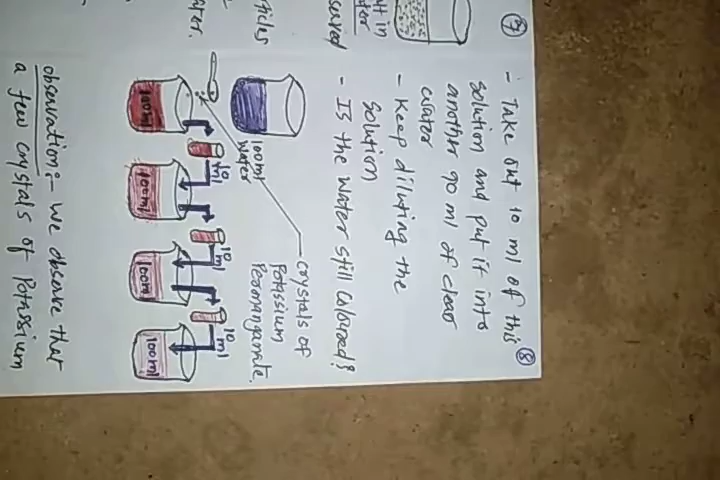 ⑦
⑧
- Take out 10 ml of this
solution and put it into
another 90 ml of clear
water
- Keep diluting the
solution
- Is the water still coloured?
100ml
water
crystals of
Potassium
Permanganate.
10
ml
10
ml
10
ml
100ml
100ml
100ml
100ml
observation:- we observe that
a few crystals of Potassium